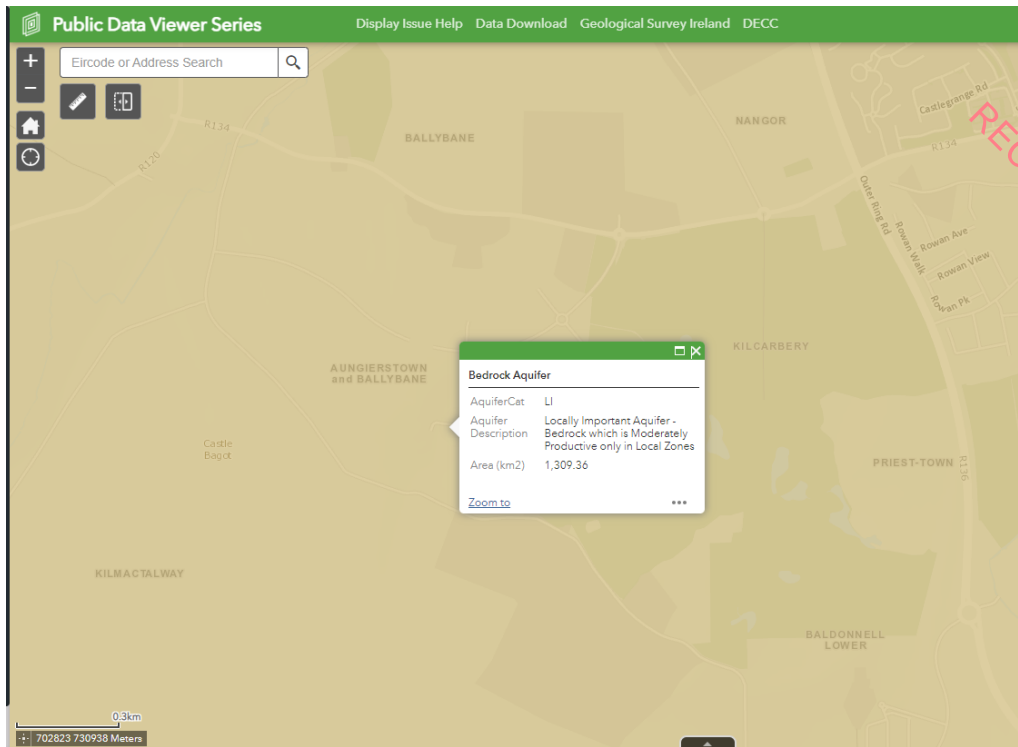 Public Data Viewer Series
Display Issue Help Data Download Geological Survey Ireland DECC
+
Eircode or Address Search
−
R134
R120
BALLYBANE
NANGOR
Castlegrange Rd
REC
R134
Outer Ring Rd
Rowan Walk
Rowan Ave
Rowan View
Rowan Pk
KILCARBERY
AUNGIERSTOWN
and BALLYBANE
Bedrock Aquifer
AquiferCat LI
Aquifer Locally Important Aquifer -
Description Bedrock which is Moderately
Productive only in Local Zones
Area (km2) 1,309.36
Zoom to
Castle
Bagot
PRIEST-TOWN
R136
KILMACTALWAY
BALDONNELL
LOWER
0.3km
702823 730938 Meters